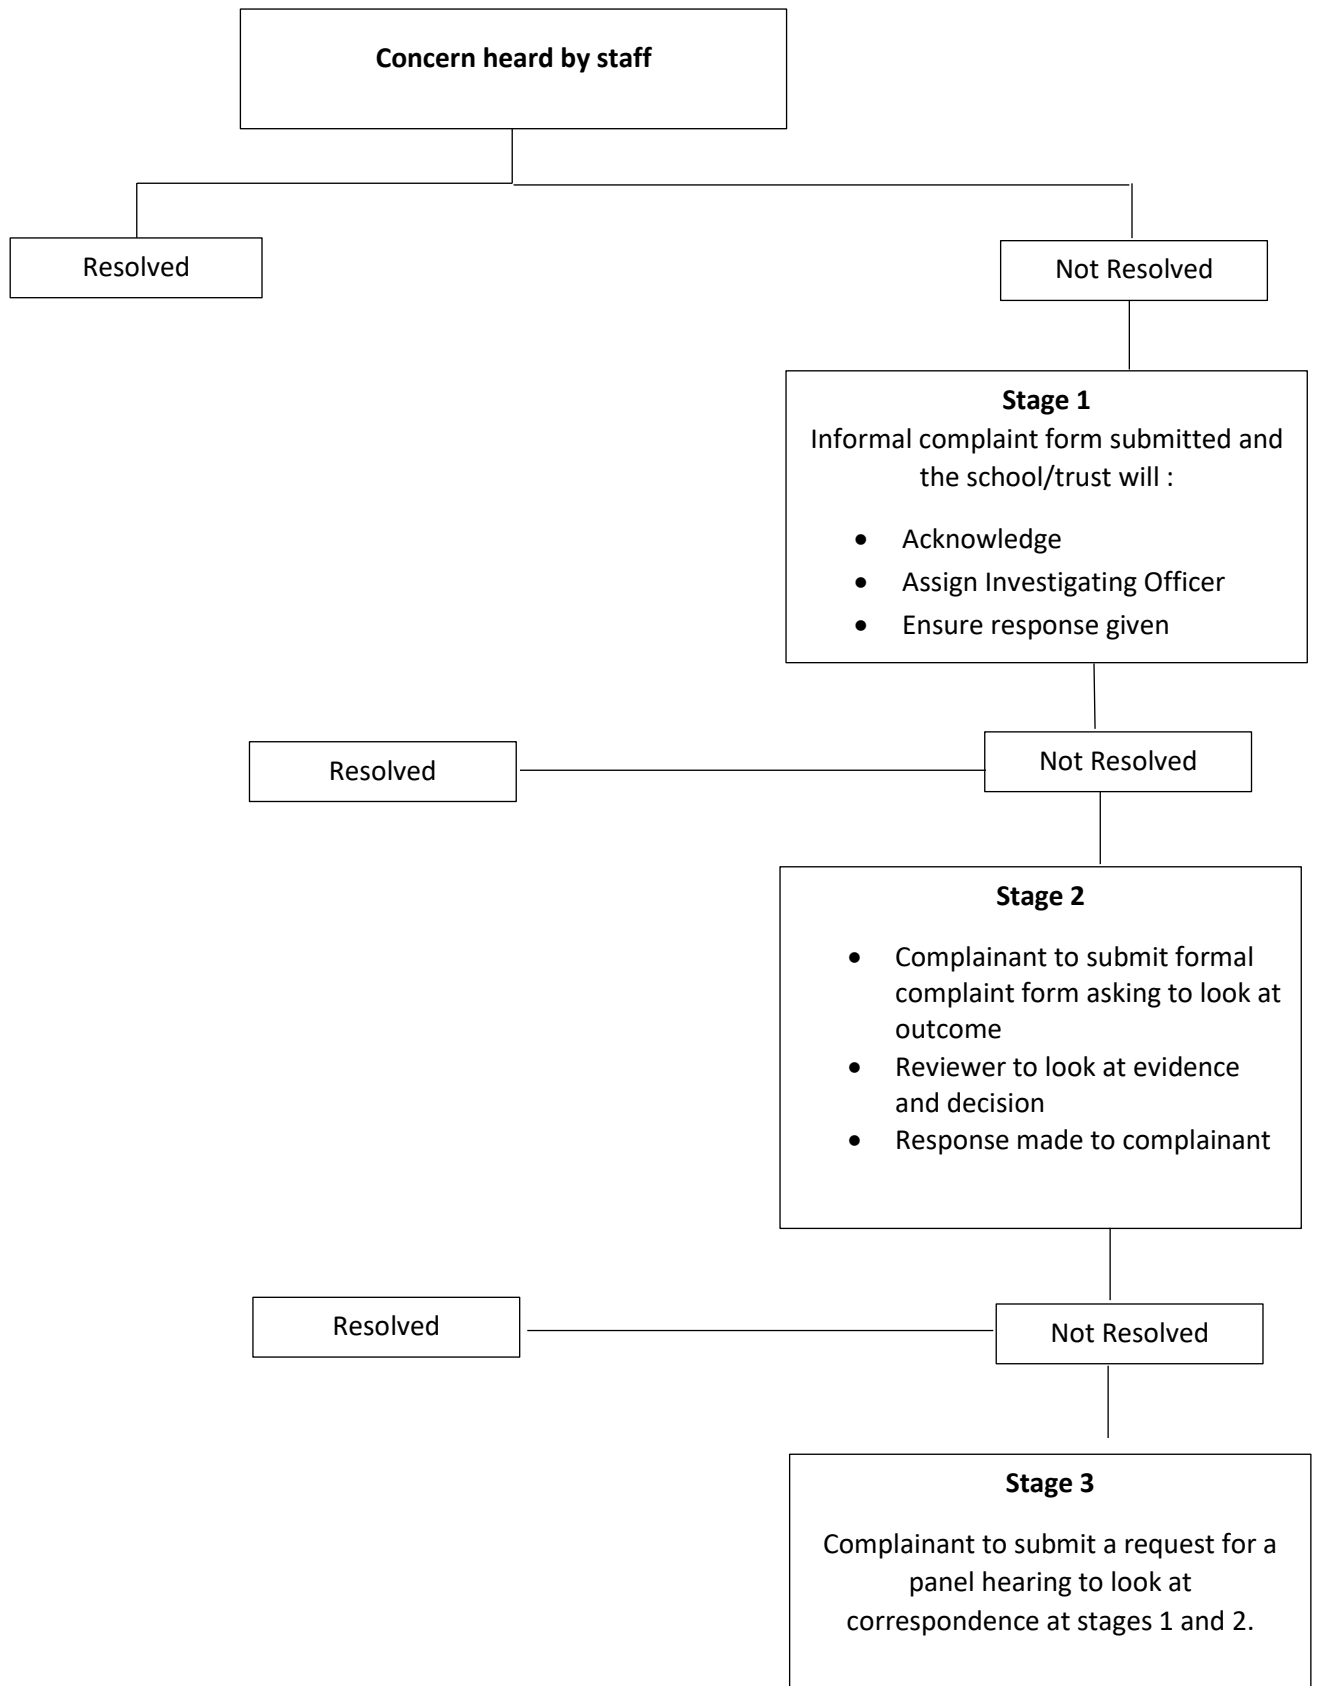 Concern heard by staff
Resolved
Not Resolved
Stage 1
Informal complaint form submitted and
the school/trust will :
• Acknowledge
• Assign Investigating Officer
• Ensure response given
Resolved
Not Resolved
Stage 2
• Complainant to submit formal
complaint form asking to look at
outcome
• Reviewer to look at evidence
and decision
• Response made to complainant
Resolved
Not Resolved
Stage 3
Complainant to submit a request for a
panel hearing to look at
correspondence at stages 1 and 2.